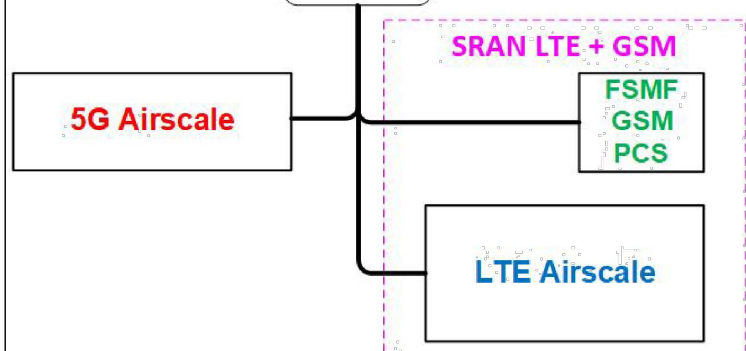 SRAN LTE + GSM
5G Airscale
FSMF
GSM
PCS
LTE Airscale